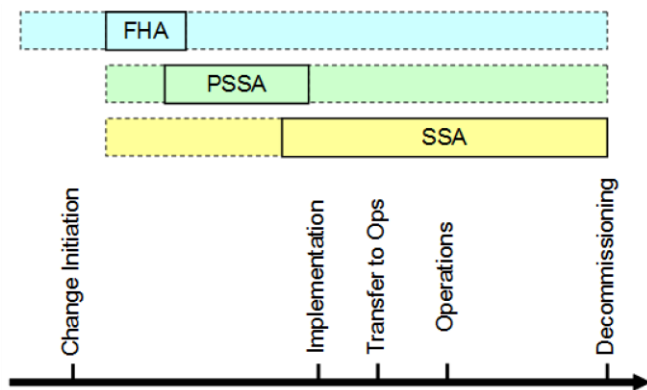 FHA
PSSA
SSA
Change Initiation
Implementation
Transfer to Ops
Operations
Decommissioning